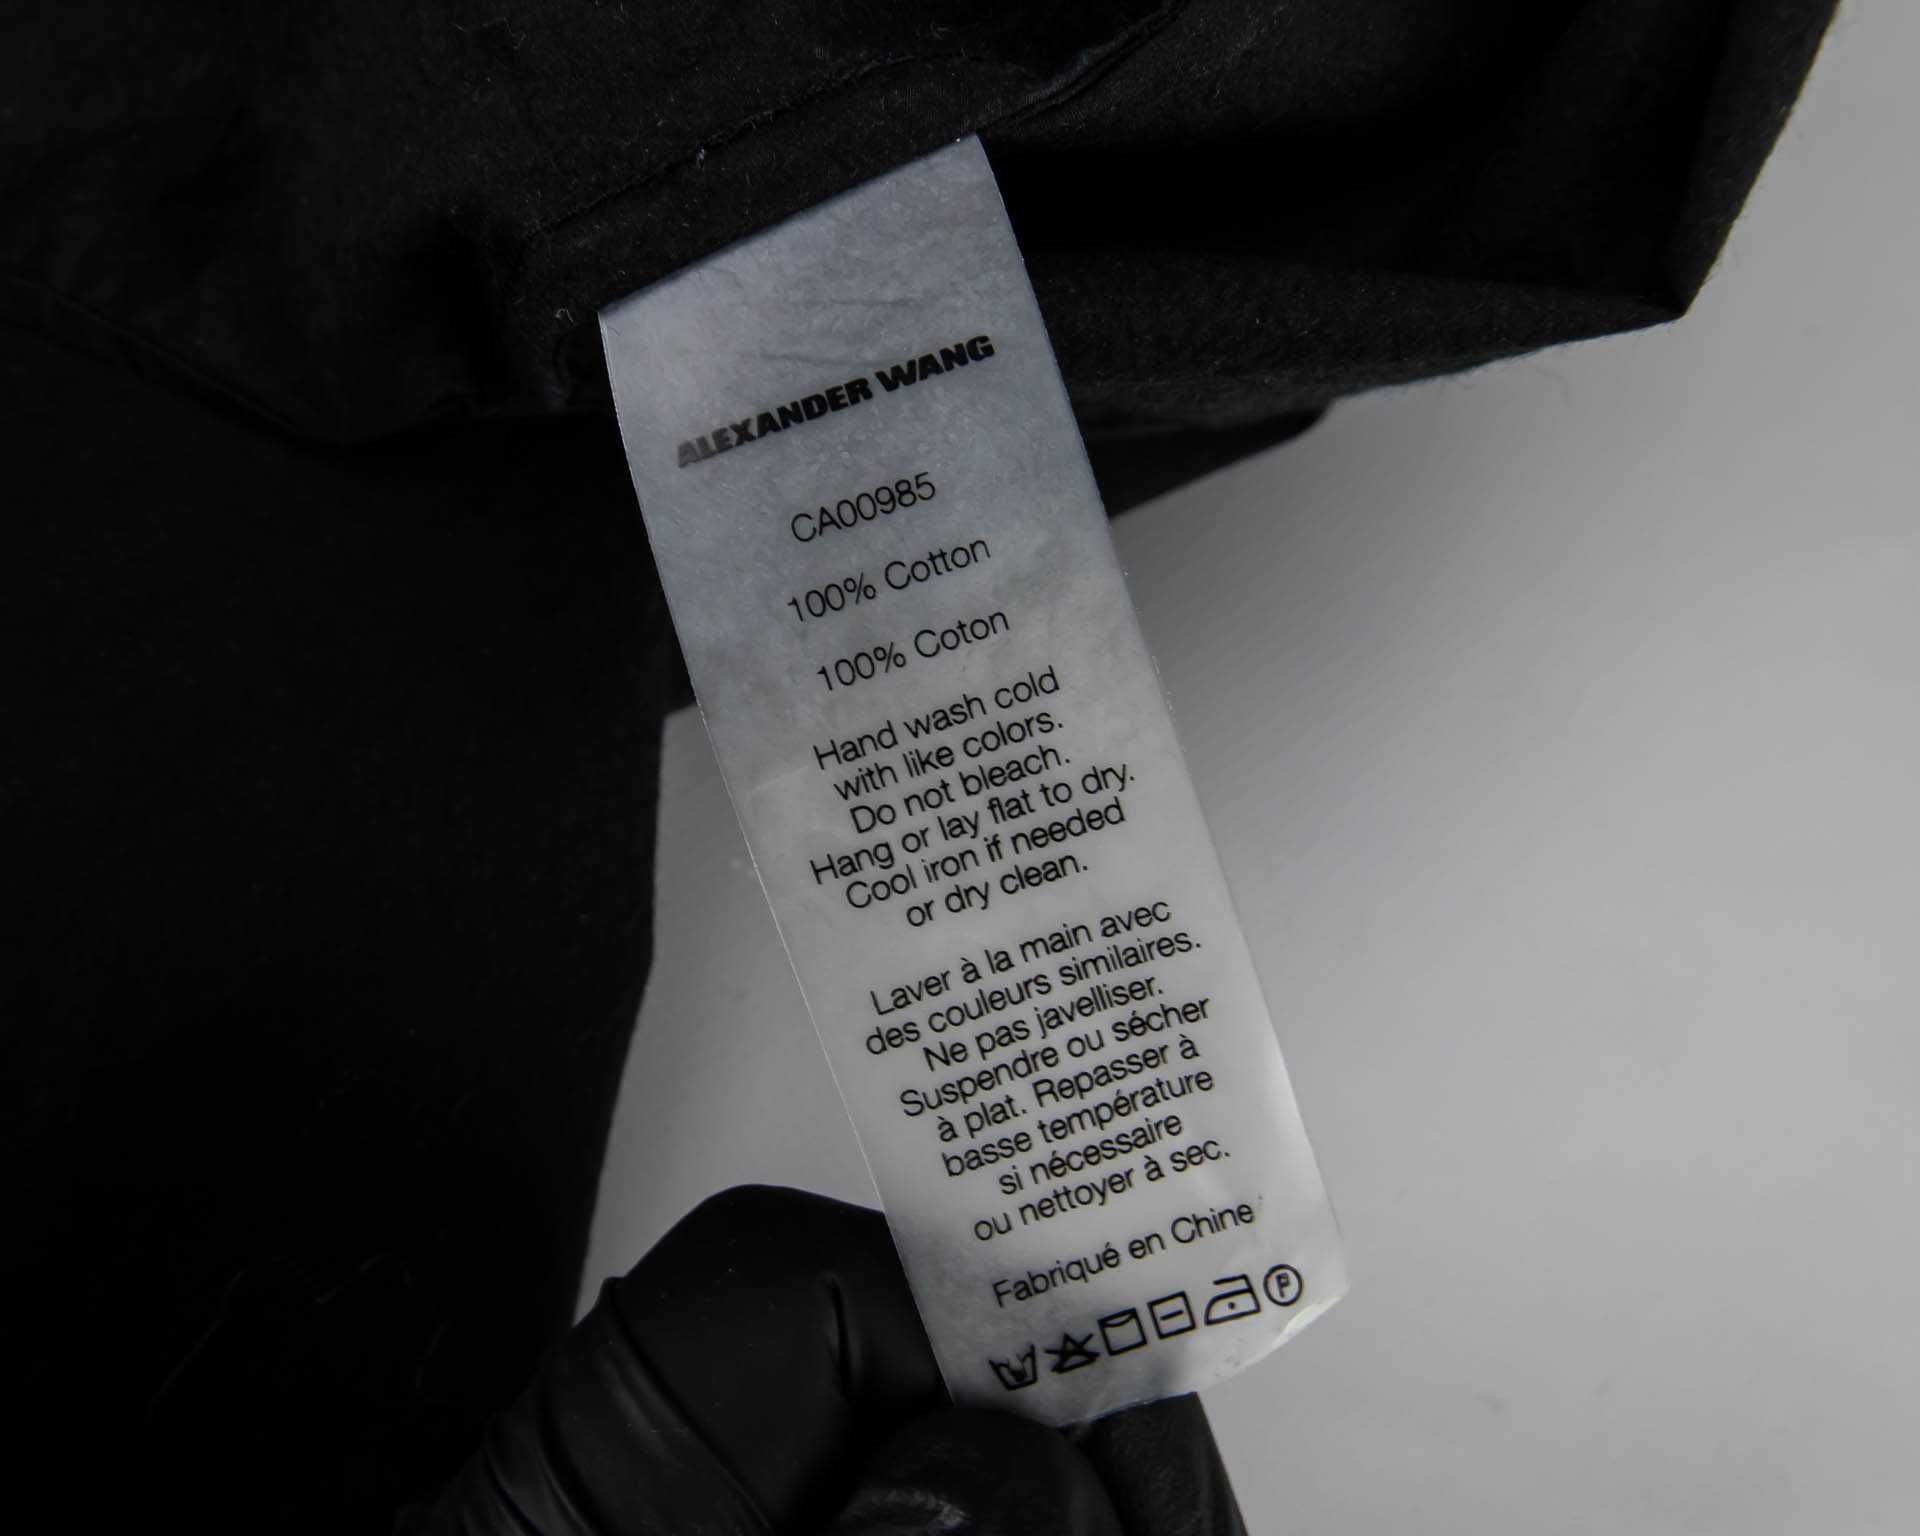 ALEXANDER WANG
CA00985
100% Cotton
100% Coton
Hand wash cold
with like colors.
Do not bleach.
Hang or lay flat to dry.
Cool iron if needed
or dry clean.
Laver à la main avec
des couleurs similaires.
Ne pas javelliser.
Suspendre ou sécher
à plat. Repasser à
basse température
si nécessaire
ou nettoyer à sec.
Fabriqué en Chine
P